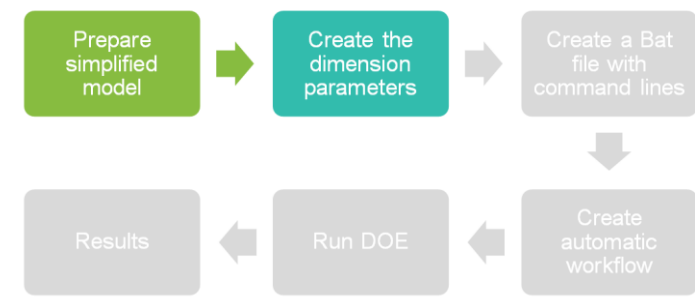 Prepare
simplified
model
Create the
dimension
parameters
Create a Bat
file with
command lines
Create
automatic
workflow
Run DOE
Results